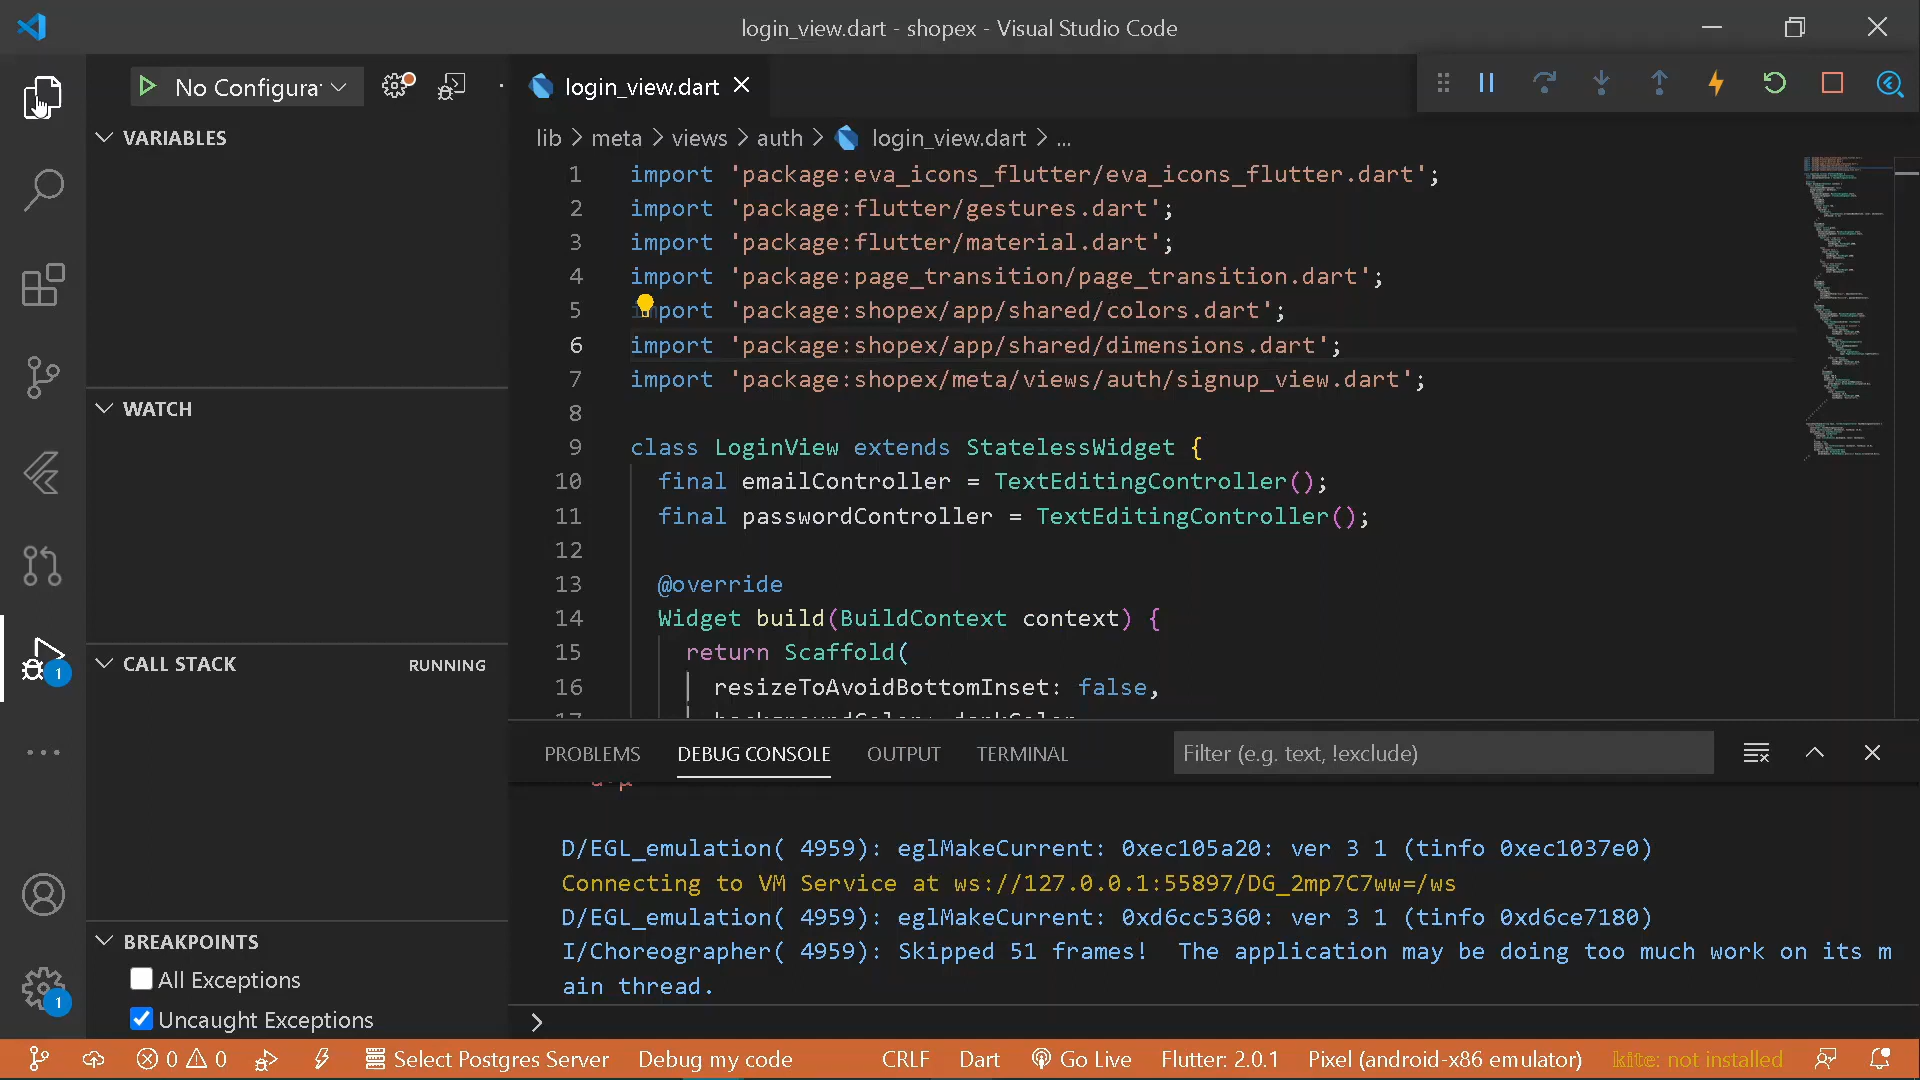 login_view.dart - shopex - Visual Studio Code
No Configura
login_view.dart
VARIABLES
WATCH
CALL STACK
RUNNING
BREAKPOINTS
All Exceptions
Uncaught Exceptions
1
1
lib > meta > views > auth > login_view.dart > ...
1 import 'package:eva_icons_flutter/eva_icons_flutter.dart';
2 import 'package:flutter/gestures.dart';
3 import 'package:flutter/material.dart';
4 import 'package:page_transition/page_transition.dart';
5 import 'package:shopex/app/shared/colors.dart';
6 import 'package:shopex/app/shared/dimensions.dart';
7 import 'package:shopex/meta/views/auth/signup_view.dart';
8
9 class LoginView extends StatelessWidget {
10 final emailController = TextEditingController();
11 final passwordController = TextEditingController();
12
13 @override
14 Widget build(BuildContext context) {
15 return Scaffold(
16 resizeToAvoidBottomInset: false,
PROBLEMS DEBUG CONSOLE OUTPUT TERMINAL Filter (e.g. text, !exclude)
D/EGL_emulation( 4959): eglMakeCurrent: 0xec105a20: ver 3 1 (tinfo 0xec1037e0)
Connecting to VM Service at ws://127.0.0.1:55897/DG_2mp7C7ww=/ws
D/EGL_emulation( 4959): eglMakeCurrent: 0xd6cc5360: ver 3 1 (tinfo 0xd6ce7180)
I/Choreographer( 4959): Skipped 51 frames!  The application may be doing too much work on its m
ain thread.
0 0 Select Postgres Server Debug my code CRLF Dart Go Live Flutter: 2.0.1 Pixel (android-x86 emulator) kite: not installed